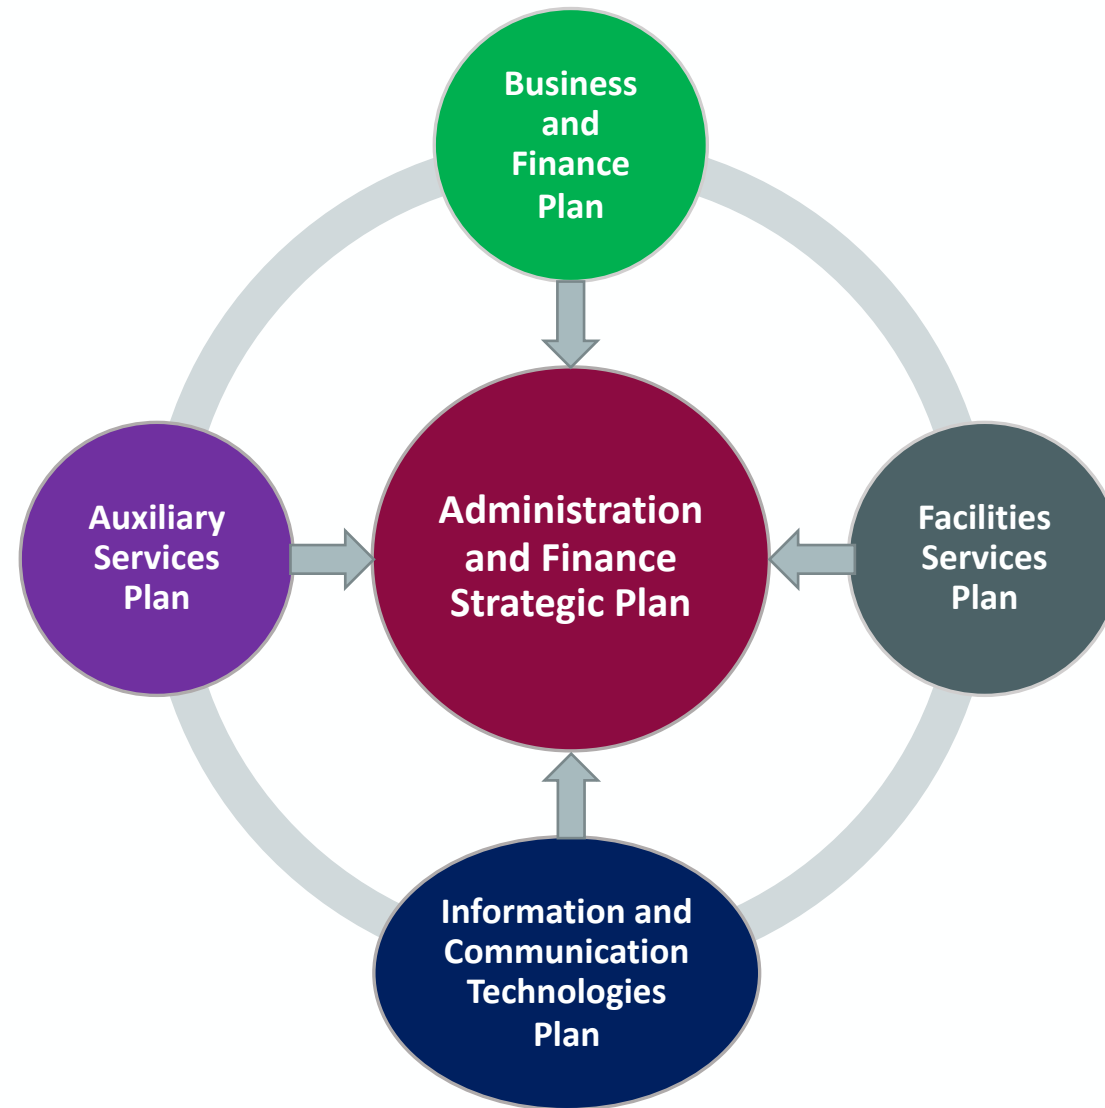 Business
and
Finance
Plan
Auxiliary
Services
Plan
Administration
and Finance
Strategic Plan
Facilities
Services
Plan
Information and
Communication
Technologies
Plan